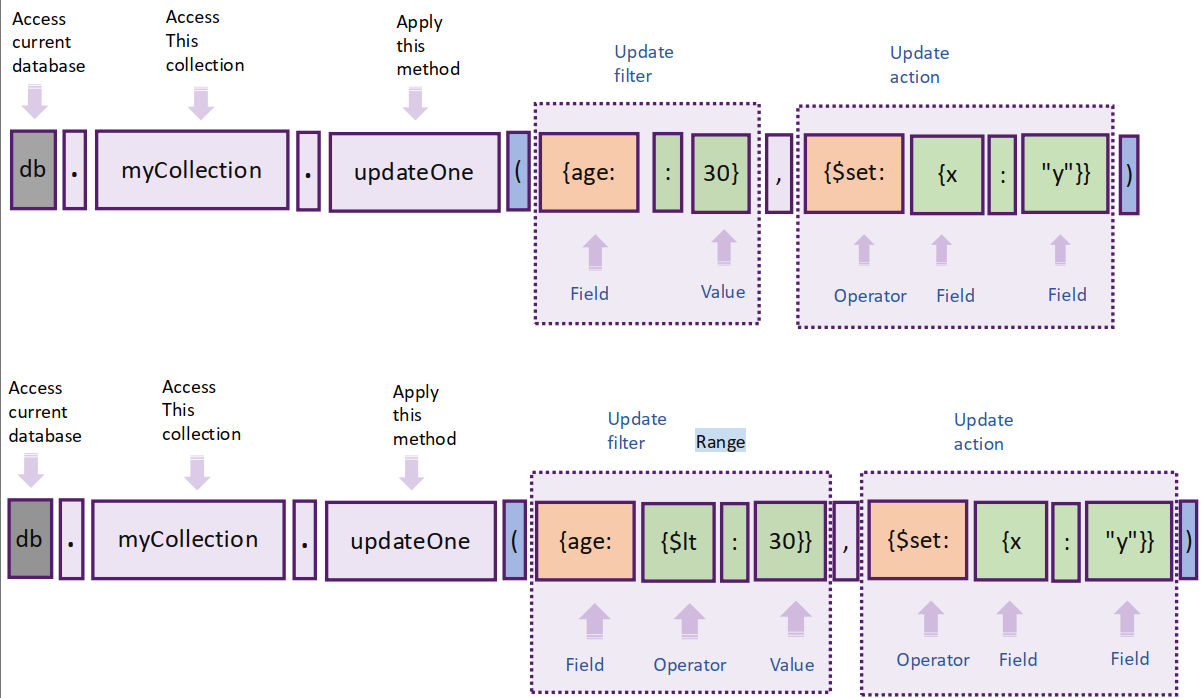 Access
current
database
Access
This
collection
Apply
this
method
Update
filter
Update
action
db . myCollection . updateOne ( {age: : 30} , {$set: {x : "y"}} )
Field
Value
Operator
Field
Field
Access
current
database
Access
This
collection
Apply
this
method
Update
filter
Range
Update
action
db . myCollection . updateOne ( {age: {$lt : 30}} , {$set: {x : "y"}} )
Field
Operator
Value
Operator
Field
Field